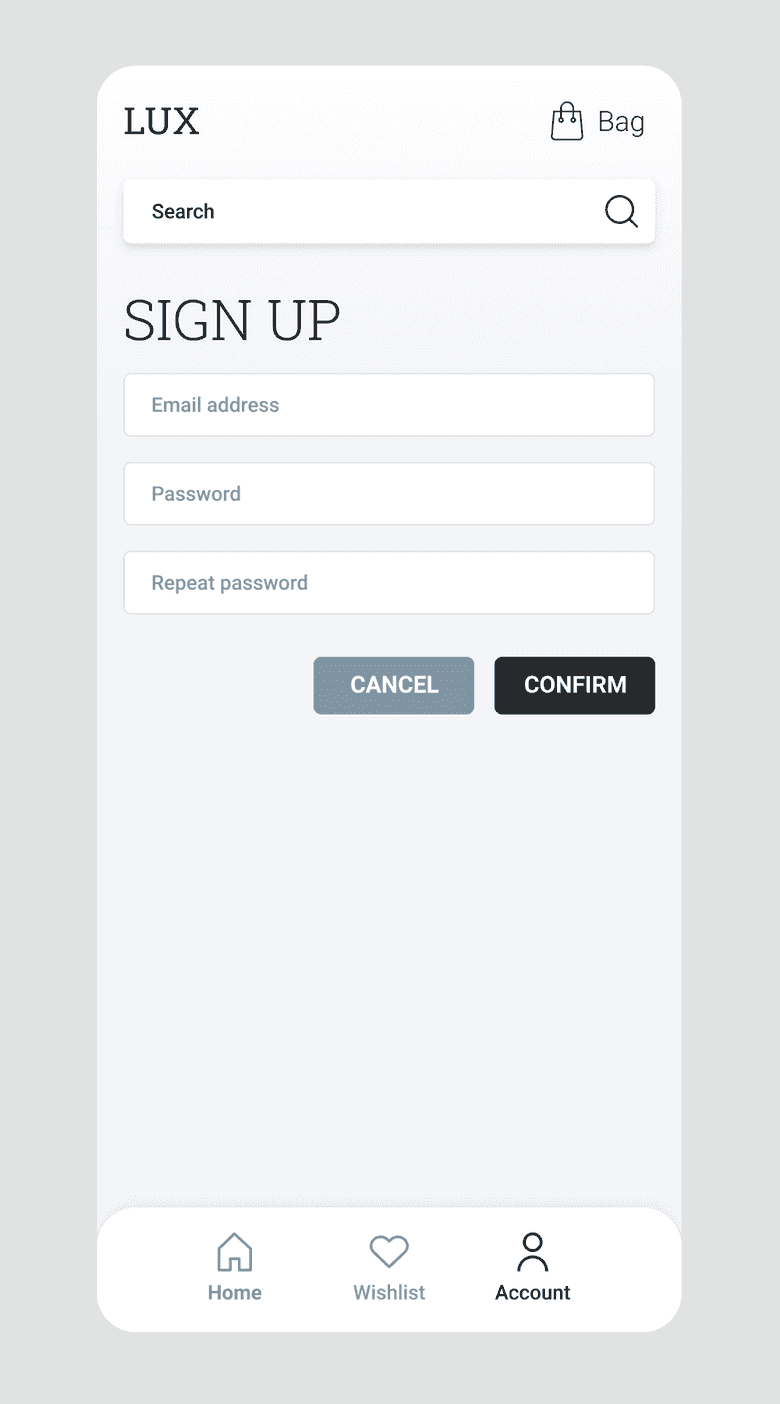 LUX
Bag
Search
SIGN UP
Email address
Password
Repeat password
CANCEL
CONFIRM
Home
Wishlist
Account